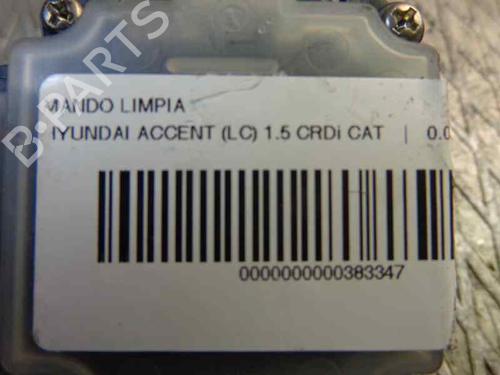 MANDO LIMPIA
IYUNDAI ACCENT (LC) 1.5 CRDi CAT | 0.0
0000000000383347
B-PARTS